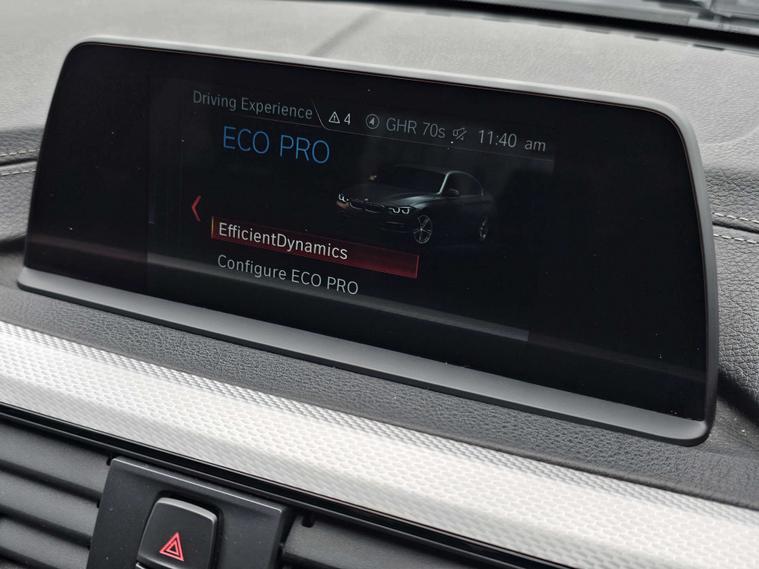 Driving Experience 4 GHR 70s 11:40 am
ECO PRO
EfficientDynamics
Configure ECO PRO